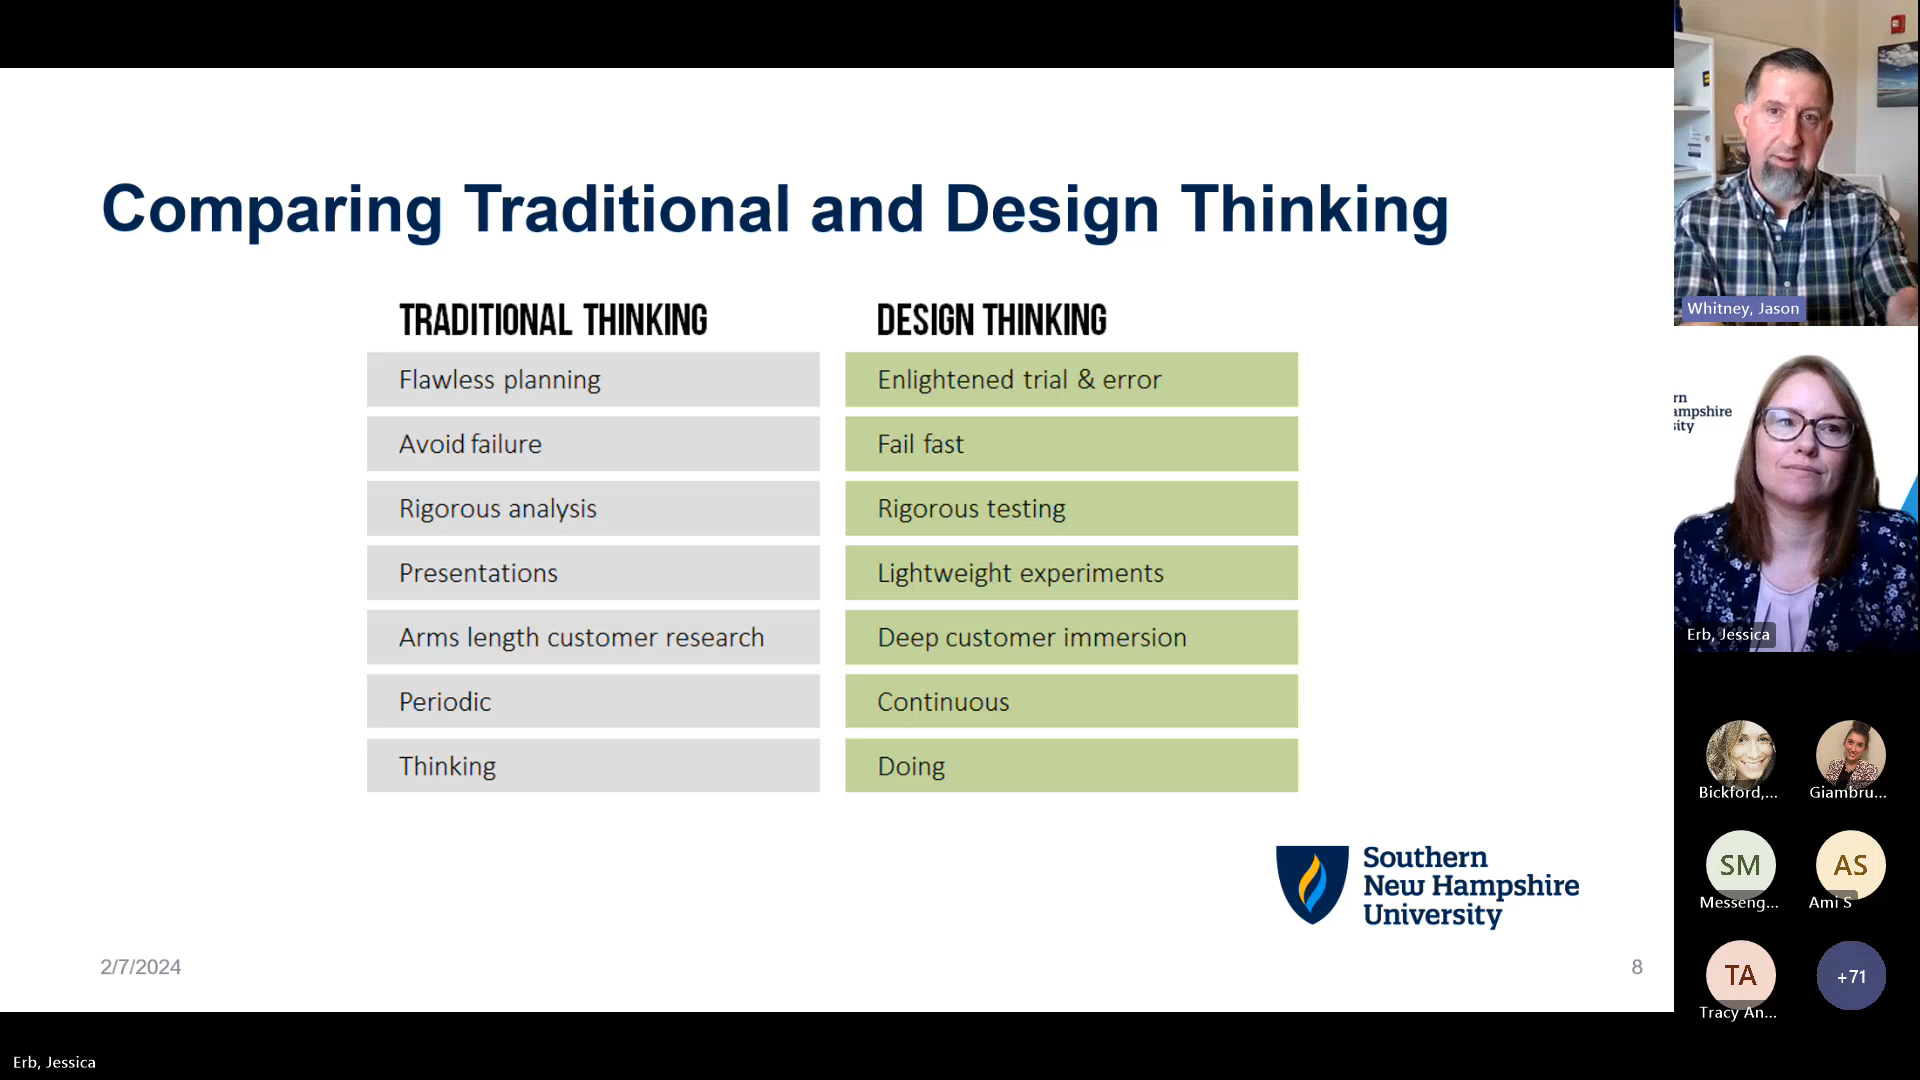 Comparing Traditional and Design Thinking
TRADITIONAL THINKING
DESIGN THINKING
Flawless planning
Enlightened trial & error
Avoid failure
Fail fast
Rigorous analysis
Rigorous testing
Presentations
Lightweight experiments
Arms length customer research
Deep customer immersion
Periodic
Continuous
Thinking
Doing
Southern
New Hampshire
University
2/7/2024
8
Erb, Jessica
Whitney, Jason
rn
ampshire
ity
Erb, Jessica
Bickford,...
Giambru...
SM
AS
Messeng...
Ami S
TA
+71
Tracy An...